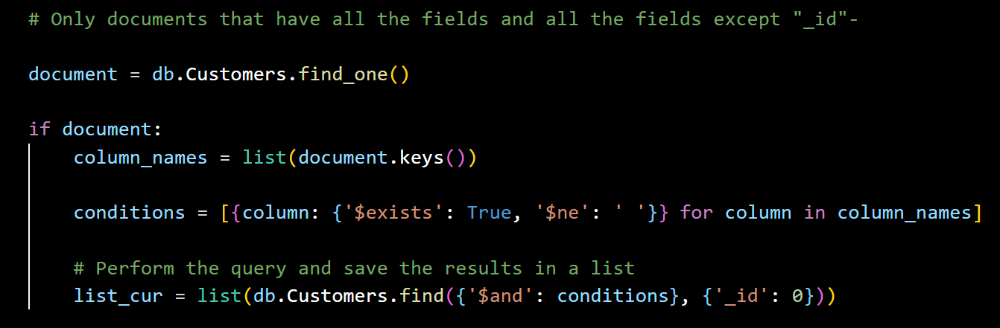 # Only documents that have all the fields and all the fields except "_id"-
document = db.Customers.find_one()
if document:
    column_names = list(document.keys())
    conditions = [{column: {'$exists': True, '$ne': ' '}} for column in column_names]
    # Perform the query and save the results in a list
    list_cur = list(db.Customers.find({'$and': conditions}, {'_id': 0}))